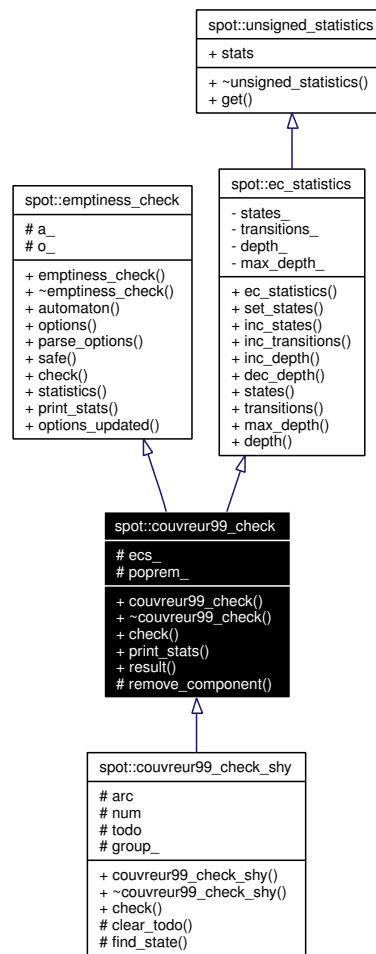 spot::unsigned_statistics
+ stats
+ ~unsigned_statistics()
+ get()
spot::emptiness_check
# a_
# o_
+ emptiness_check()
+ ~emptiness_check()
+ automaton()
+ options()
+ parse_options()
+ safe()
+ check()
+ statistics()
+ print_stats()
+ options_updated()
spot::ec_statistics
- states_
- transitions_
- depth_
- max_depth_
+ ec_statistics()
+ set_states()
+ inc_states()
+ inc_transitions()
+ inc_depth()
+ dec_depth()
+ states()
+ transitions()
+ max_depth()
+ depth()
spot::couvreur99_check
# ecs_
# poprem_
+ couvreur99_check()
+ ~couvreur99_check()
+ check()
+ print_stats()
+ result()
# remove_component()
spot::couvreur99_check_shy
# arc
# num
# todo
# group_
+ couvreur99_check_shy()
+ ~couvreur99_check_shy()
+ check()
# clear_todo()
# find_state()